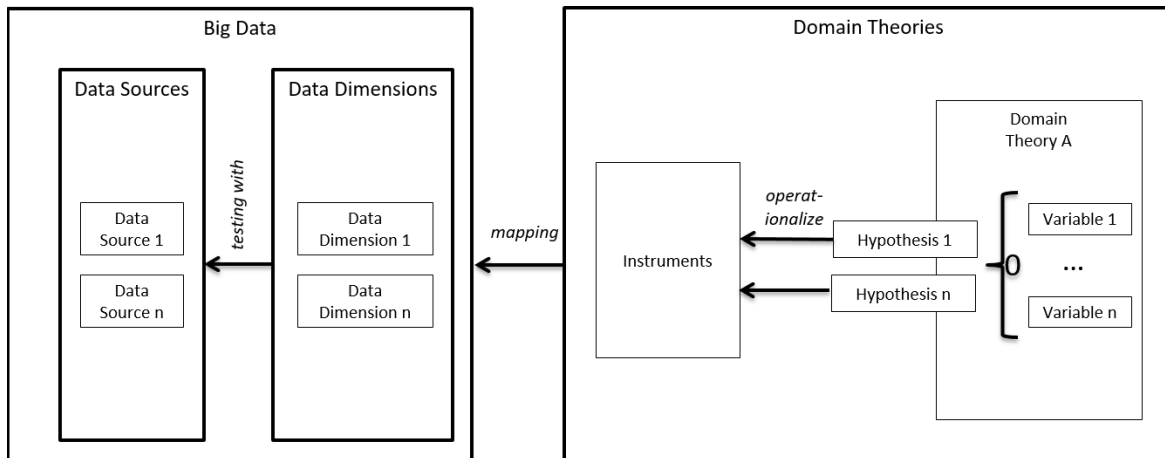 Big Data
Data Sources
Data
Source 1
Data
Source n
testing with
Data Dimensions
Data
Dimension 1
Data
Dimension n
mapping
Domain Theories
Instruments
operat-
ionalize
Hypothesis 1
Hypothesis n
Domain
Theory A
0
Variable 1
...
Variable n